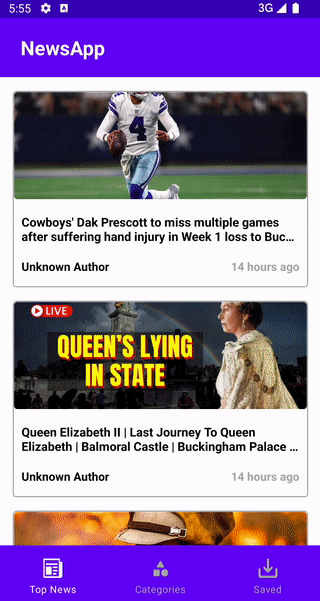 5:55
3G
NewsApp
4
Cowboys' Dak Prescott to miss multiple games
after suffering hand injury in Week 1 loss to Buc...
Unknown Author
14 hours ago
LIVE
QUEEN'S LYING
IN STATE
Queen Elizabeth II | Last Journey To Queen
Elizabeth | Balmoral Castle | Buckingham Palace ...
Unknown Author
14 hours ago
Top News
Categories
Saved